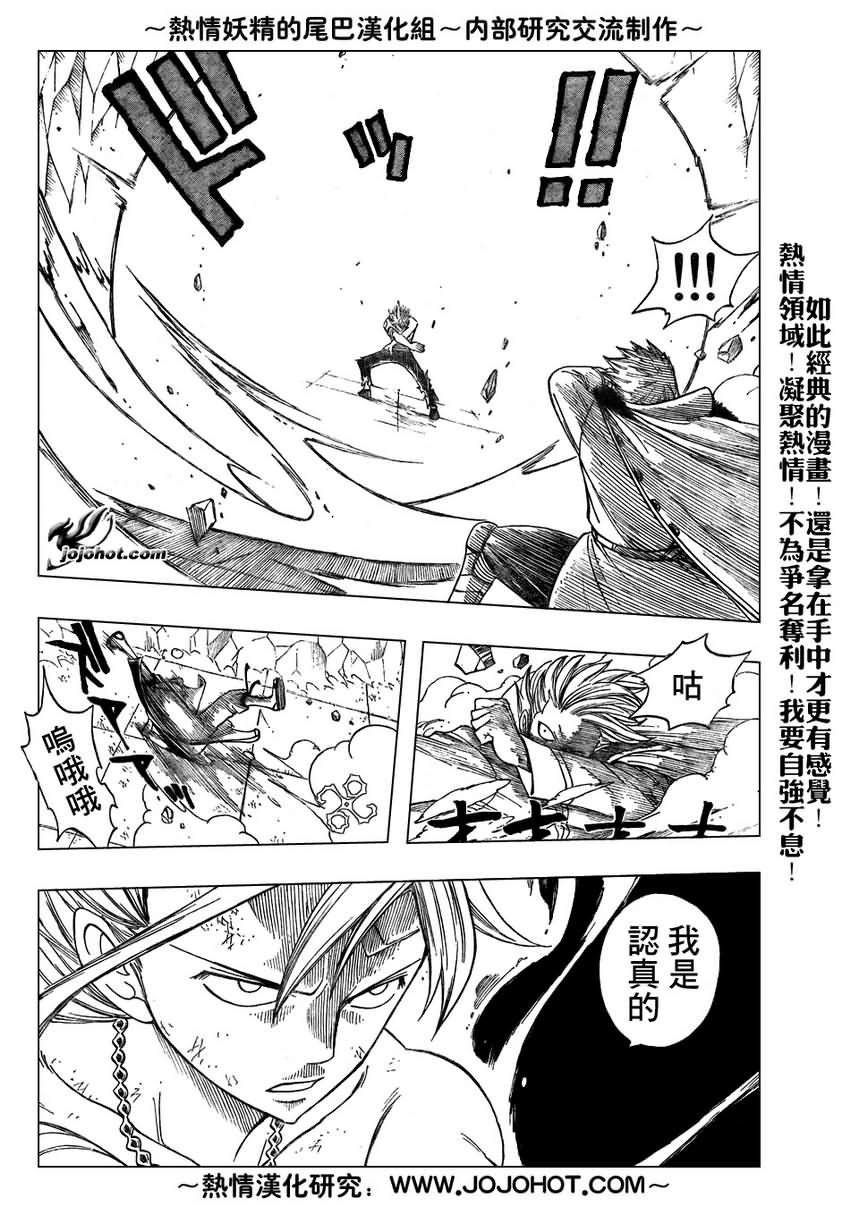 ～熱情妖精的尾巴漢化組～内部研究交流制作～
ドドドド
!!
!!!
jojohot.com
如此經典的漫畫！還是拿在手中才更有感覺！
熱情領域！凝聚熱情！不為爭名奪利！我要自強不息！
咕
嗚哦哦
我是
認真的
～熱情漢化研究：WWW.JOJOHOT.COM～